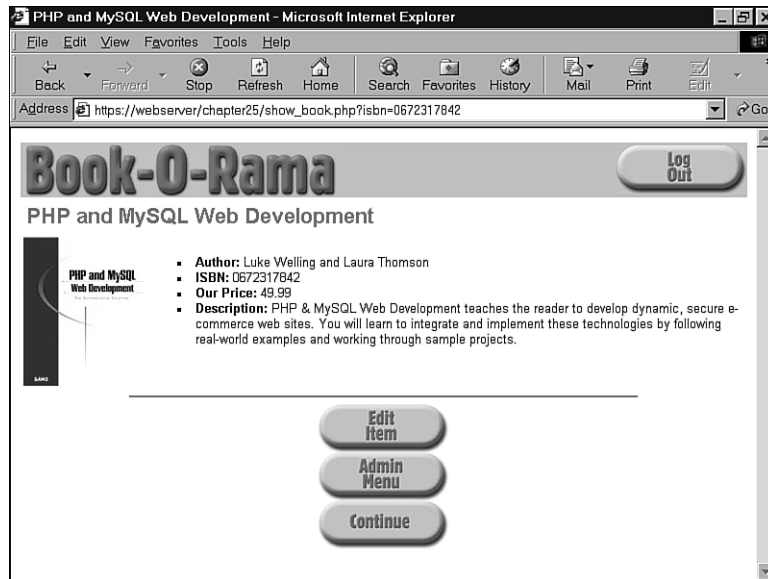 PHP and MySQL Web Development - Microsoft Internet Explorer
File Edit View Favorites Tools Help
Back Forward Stop Refresh Home Search Favorites History Mail Print Edit
Address https://webserver/chapter25/show_book.php?isbn=0672317842 Go
Book-O-Rama
Log
Out
PHP and MySQL Web Development
PHP and MySQL
Web Development
SAMS
Author: Luke Welling and Laura Thomson
ISBN: 0672317842
Our Price: 49.99
Description: PHP & MySQL Web Development teaches the reader to develop dynamic, secure e-
commerce web sites. You will learn to integrate and implement these technologies by following
real-world examples and working through sample projects.
Edit
Item
Admin
Menu
Continue